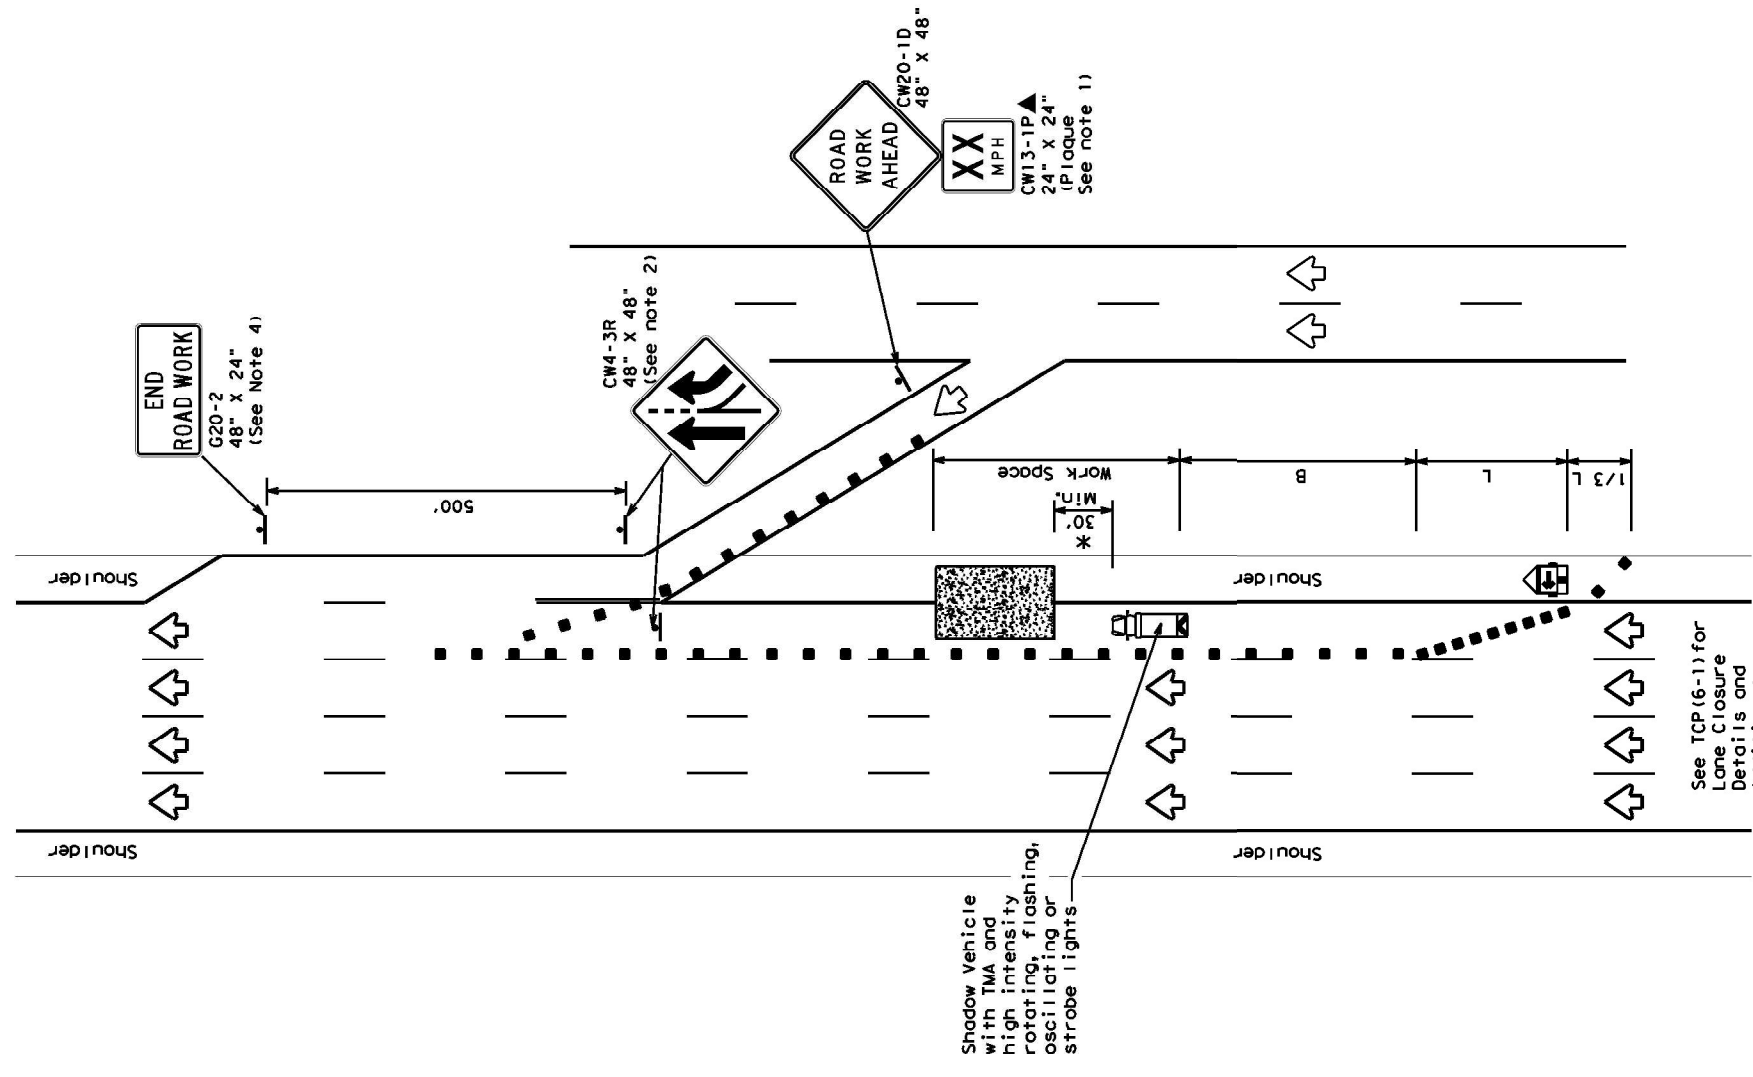 END
ROAD WORK
G20-2
48" X 24"
(See Note 4)
500'
CW4-3R
48" X 48"
(See note 2)
ROAD
WORK
AHEAD
CW20-1D
48" X 48"
XX
MPH
CW13-1P
24" X 24"
(Plaque
See note 1)
Shoulder
Shoulder
Work Space
30'
Min.
*
B
L
1/3 L
Shoulder
Shoulder
Shadow Vehicle
with TMA and
high intensity
rotating, flashing,
oscillating or
strobe lights
See TCP(6-1)for
Lane Closure
Details and